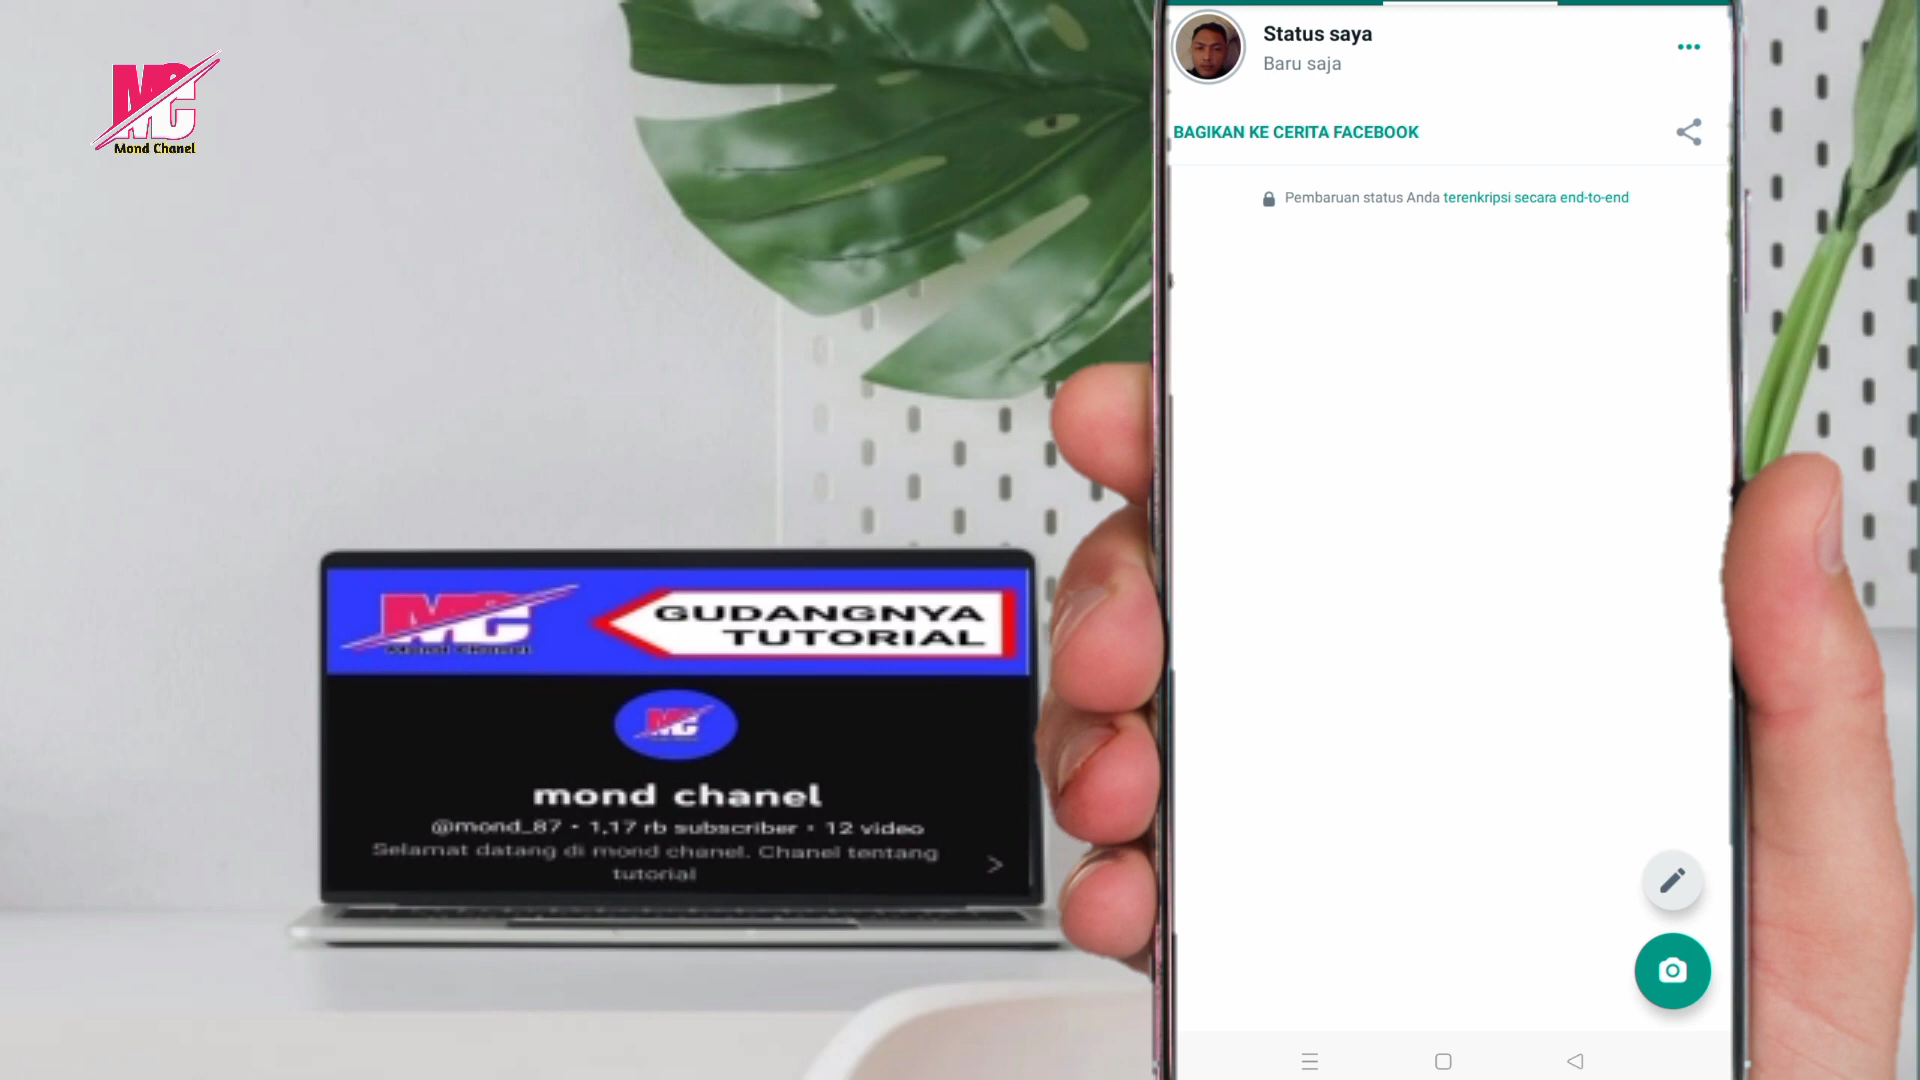 MC
Mond Chanel
Status saya
Baru saja
BAGIKAN KE CERITA FACEBOOK
Pembaruan status Anda terenkripsi secara end-to-end
MC
Mond Chanel
GUDANGNYA
TUTORIAL
MC
mond chanel
@mond_87 • 1,17 rb subscriber • 12 video
Selamat datang di mond chanel. Chanel tentang
tutorial